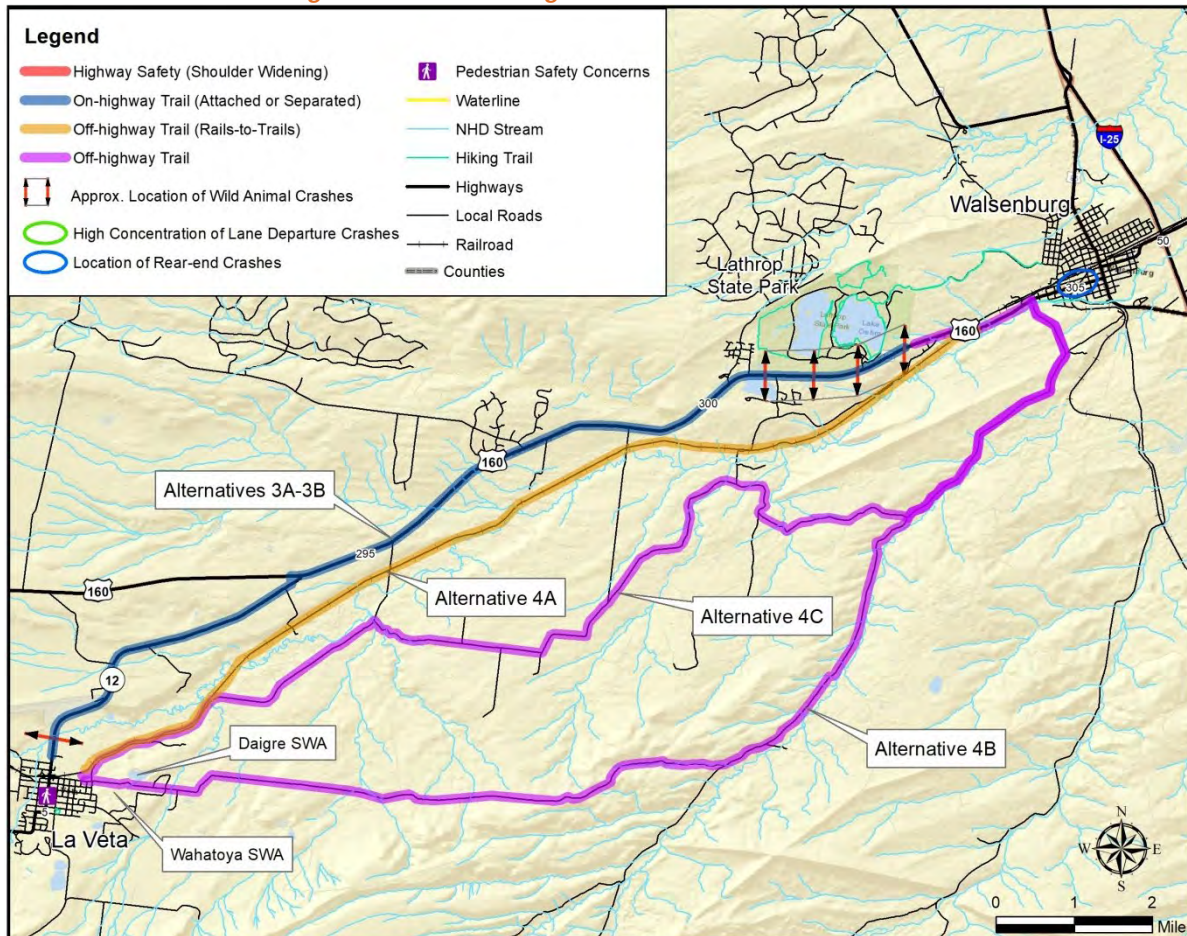 Legend
Highway Safety (Shoulder Widening)
On-highway Trail (Attached or Separated)
Off-highway Trail (Rails-to-Trails)
Off-highway Trail
Approx. Location of Wild Animal Crashes
High Concentration of Lane Departure Crashes
Location of Rear-end Crashes
Pedestrian Safety Concerns
Waterline
NHD Stream
Hiking Trail
Highways
Local Roads
Railroad
Counties
I-25
Walsenburg
50
305
Lathrop
State Park
160
300
160
Alternatives 3A-3B
295
160
Alternative 4A
Alternative 4C
12
Alternative 4B
Daigre SWA
5
La Veta
Wahatoya SWA
N
W E
S
0 1 2
Mile